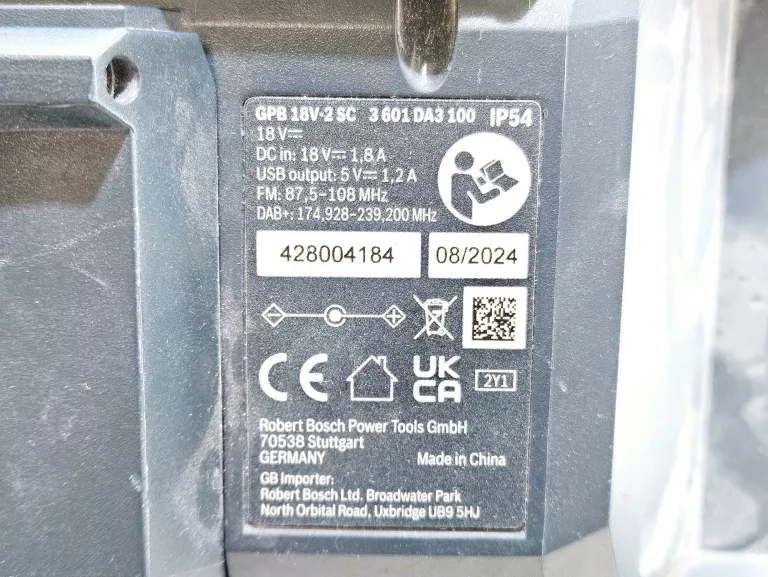 GPB 18V-2 SC 3 601 DA3 100 IP54
18 V⎓
DC in: 18 V⎓ 1,8 A
USB output: 5 V⎓ 1,2 A
FM: 87,5–108 MHz
DAB+: 174,928–239,200 MHz
428004184 08/2024
CE UK CA 2Y1
Robert Bosch Power Tools GmbH
70538 Stuttgart
GERMANY Made in China
GB Importer:
Robert Bosch Ltd. Broadwater Park
North Orbital Road, Uxbridge UB9 5HJ